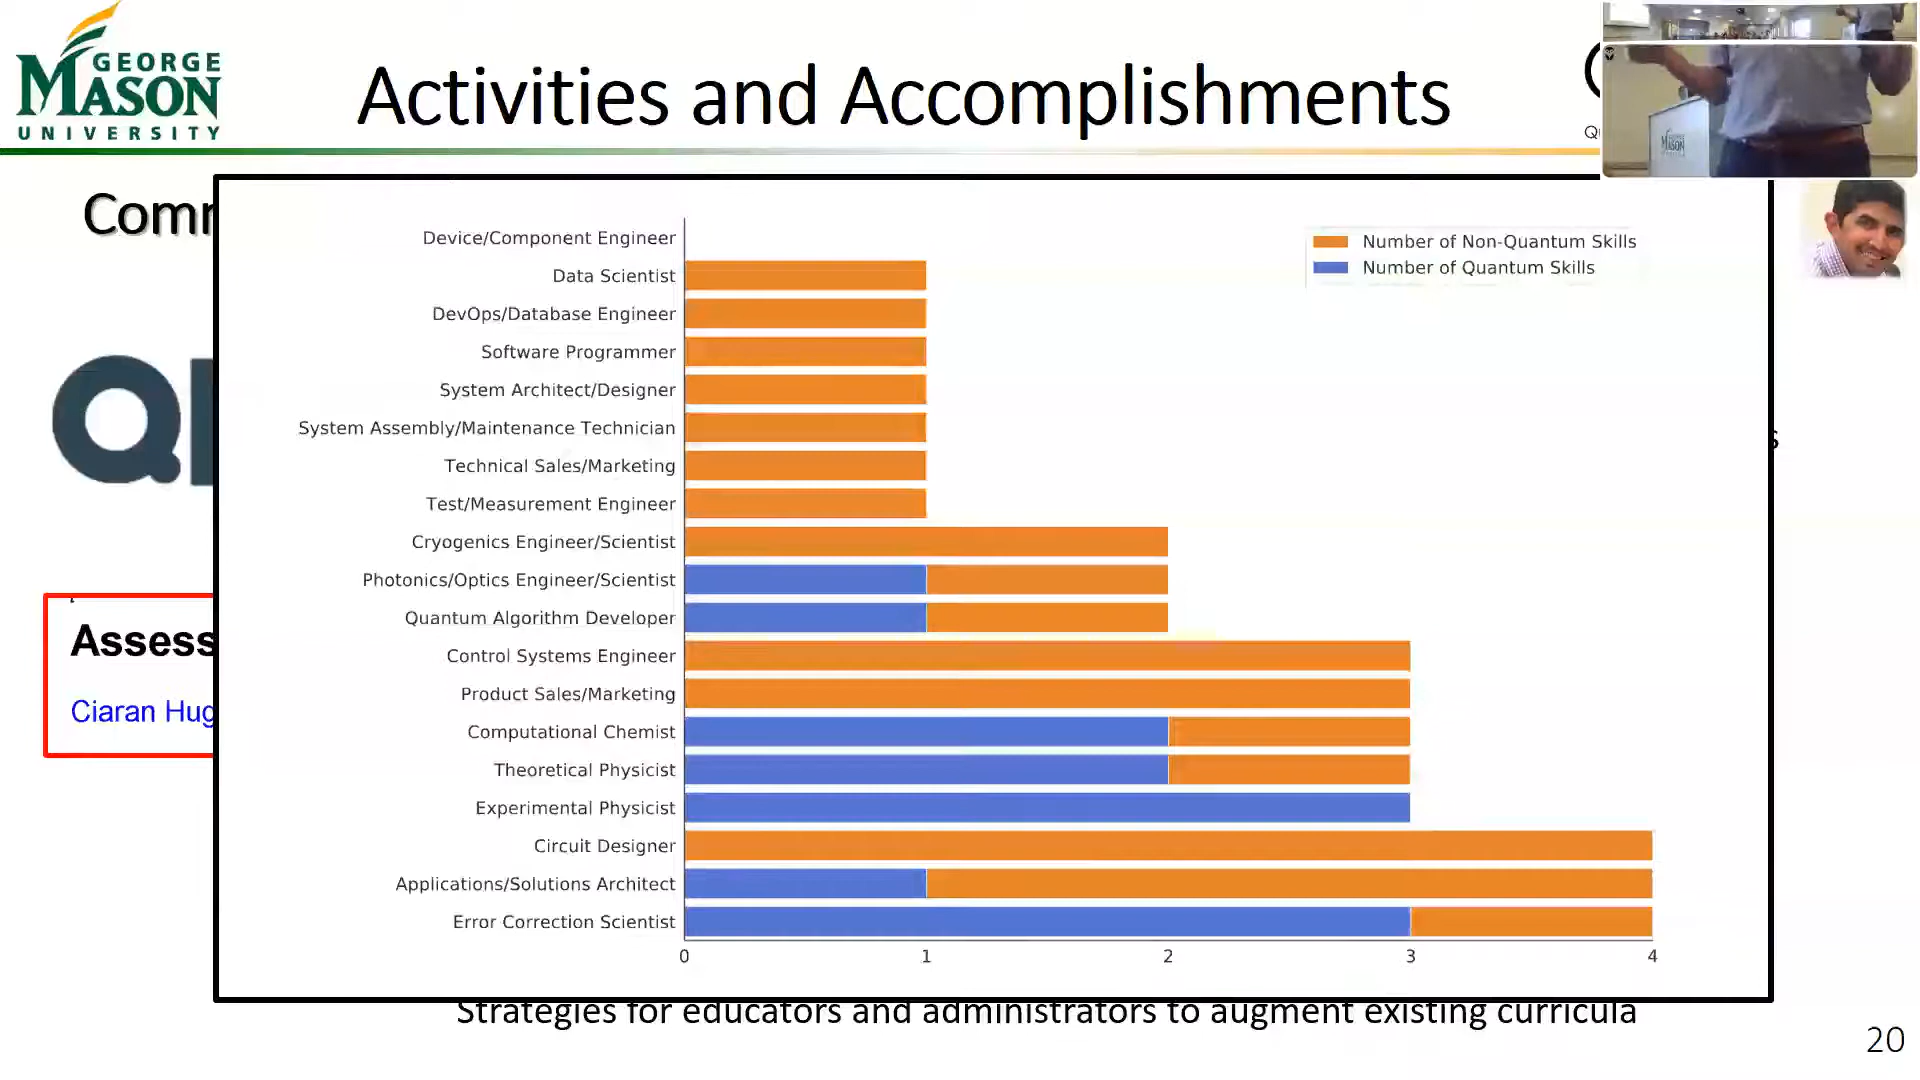 GEORGE
MASON
UNIVERSITY
Activities and Accomplishments
Device/Component Engineer
Data Scientist
DevOps/Database Engineer
Software Programmer
System Architect/Designer
System Assembly/Maintenance Technician
Technical Sales/Marketing
Test/Measurement Engineer
Cryogenics Engineer/Scientist
Photonics/Optics Engineer/Scientist
Quantum Algorithm Developer
Control Systems Engineer
Product Sales/Marketing
Computational Chemist
Theoretical Physicist
Experimental Physicist
Circuit Designer
Applications/Solutions Architect
Error Correction Scientist
0 1 2 3 4
Number of Non-Quantum Skills
Number of Quantum Skills
Assess
Ciaran Hug
Strategies for educators and administrators to augment existing curricula
20